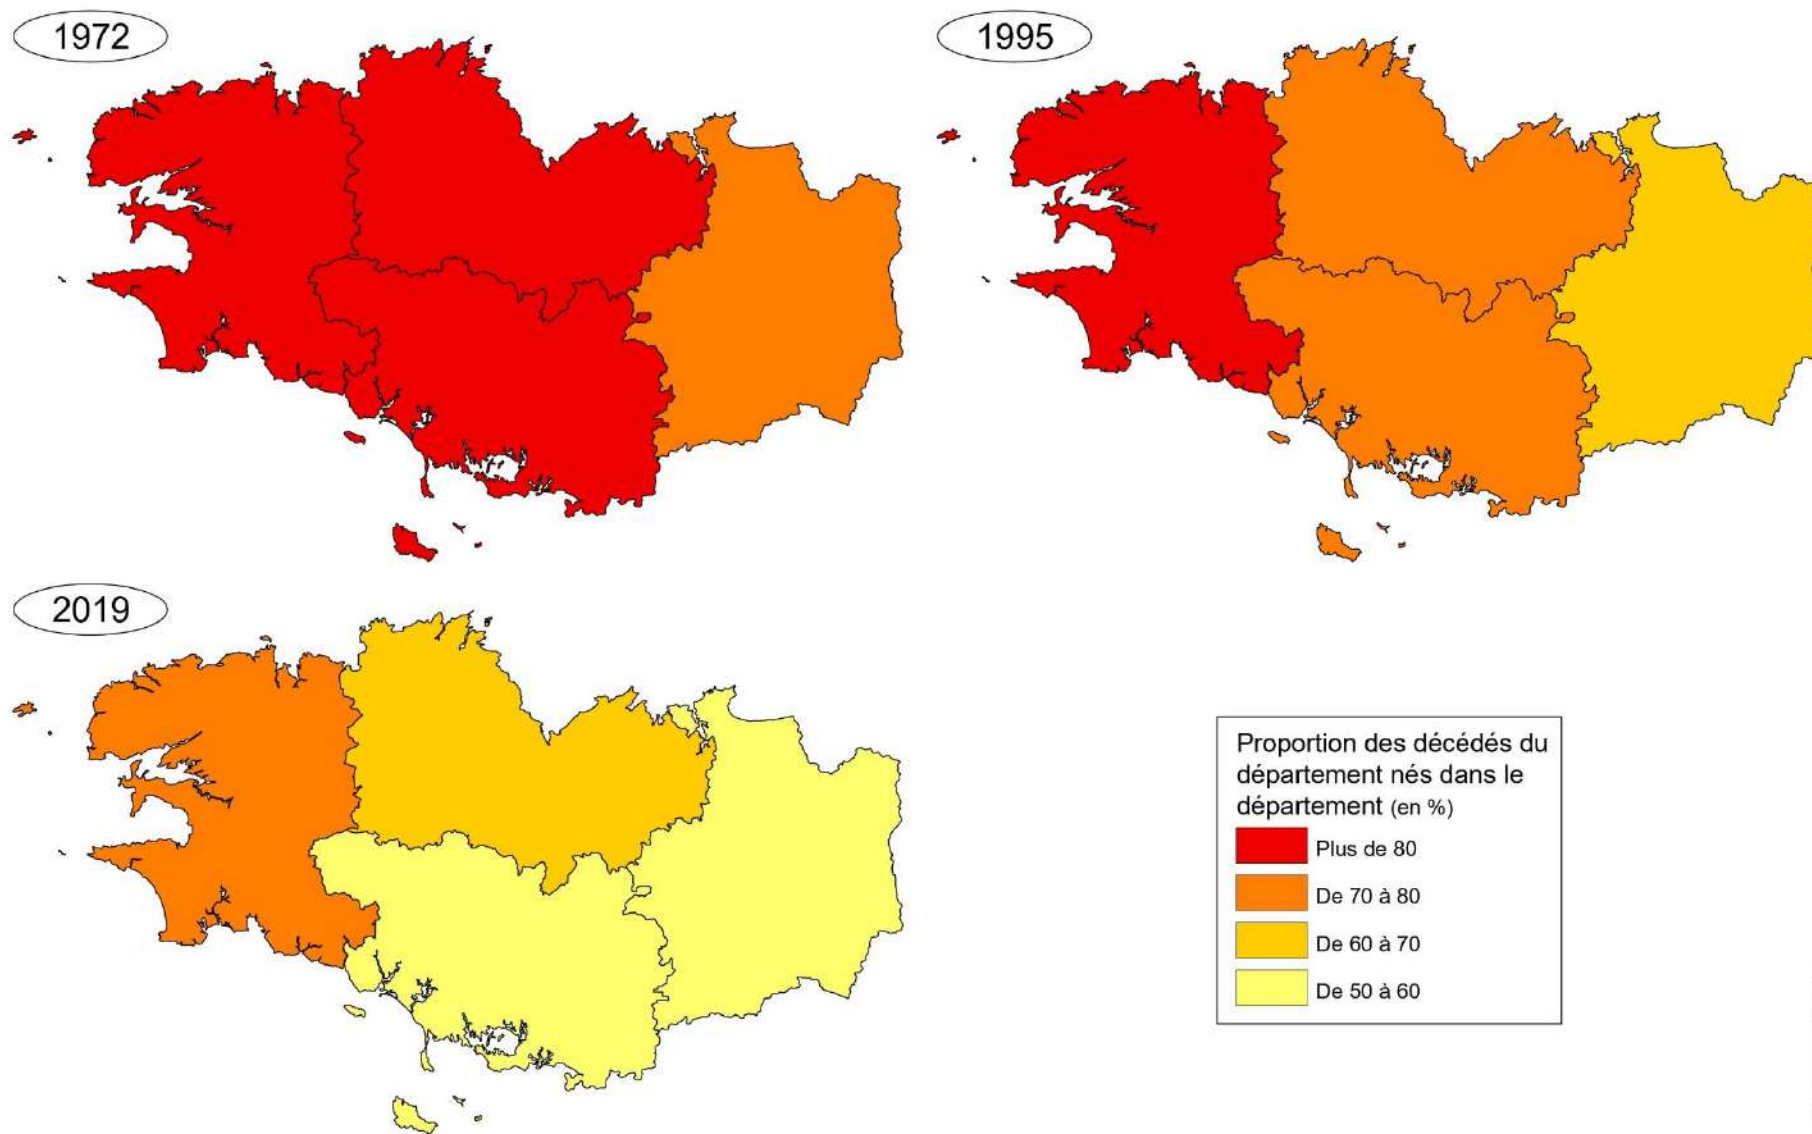 1972
1995
2019
Proportion des décédés du
département nés dans le
département (en %)
Plus de 80
De 70 à 80
De 60 à 70
De 50 à 60